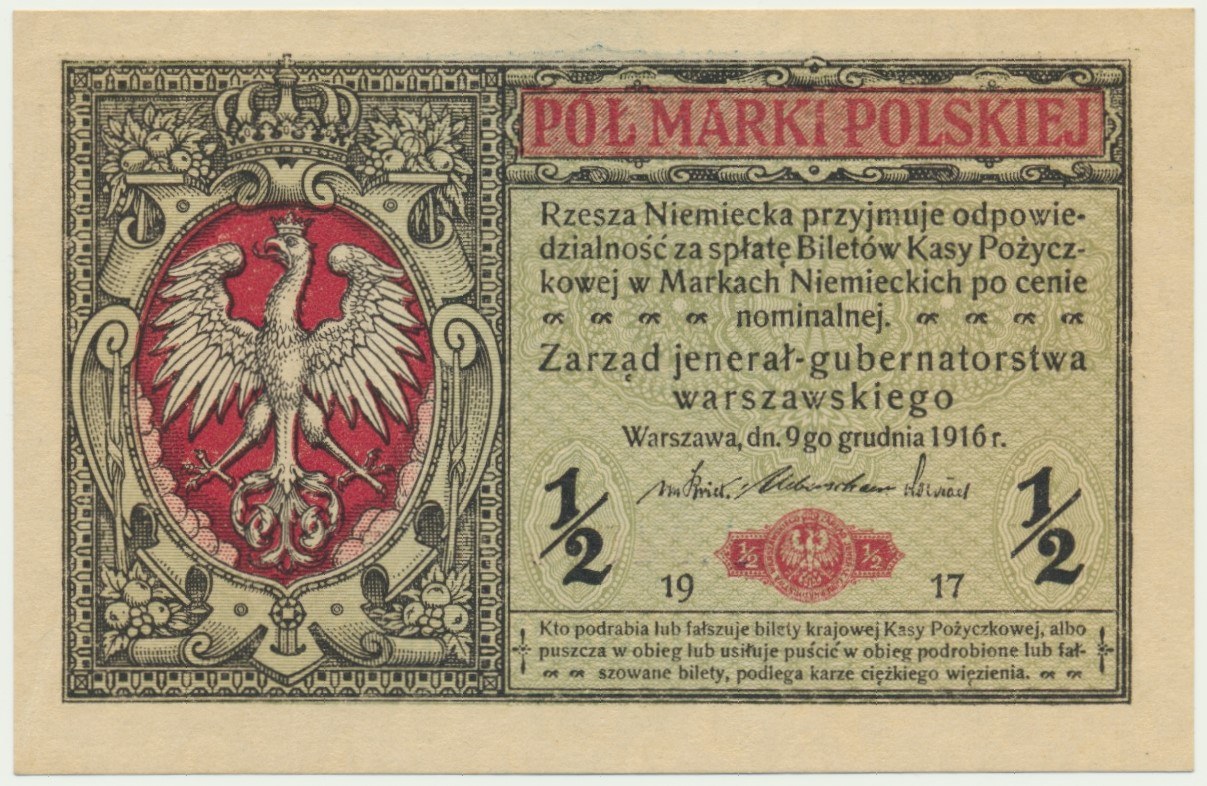 PÓŁ MARKI POLSKIEJ
Rzesza Niemiecka przyjmuje odpowie-
dzialność za spłatę Biletów Kasy Pożycz-
kowej w Markach Niemieckich po cenie
nominalnej.
Zarząd jenerał-gubernatorstwa
warszawskiego
Warszawa, dn. 9go grudnia 1916 r.
1/2
1/2
1/2 1/2
19 17
Kto podrabia lub fałszuje bilety krajowej Kasy Pożyczkowej, albo
puszcza w obieg lub usiłuje puścić w obieg podrobione lub fał-
szowane bilety, podlega karze ciężkiego więzienia.